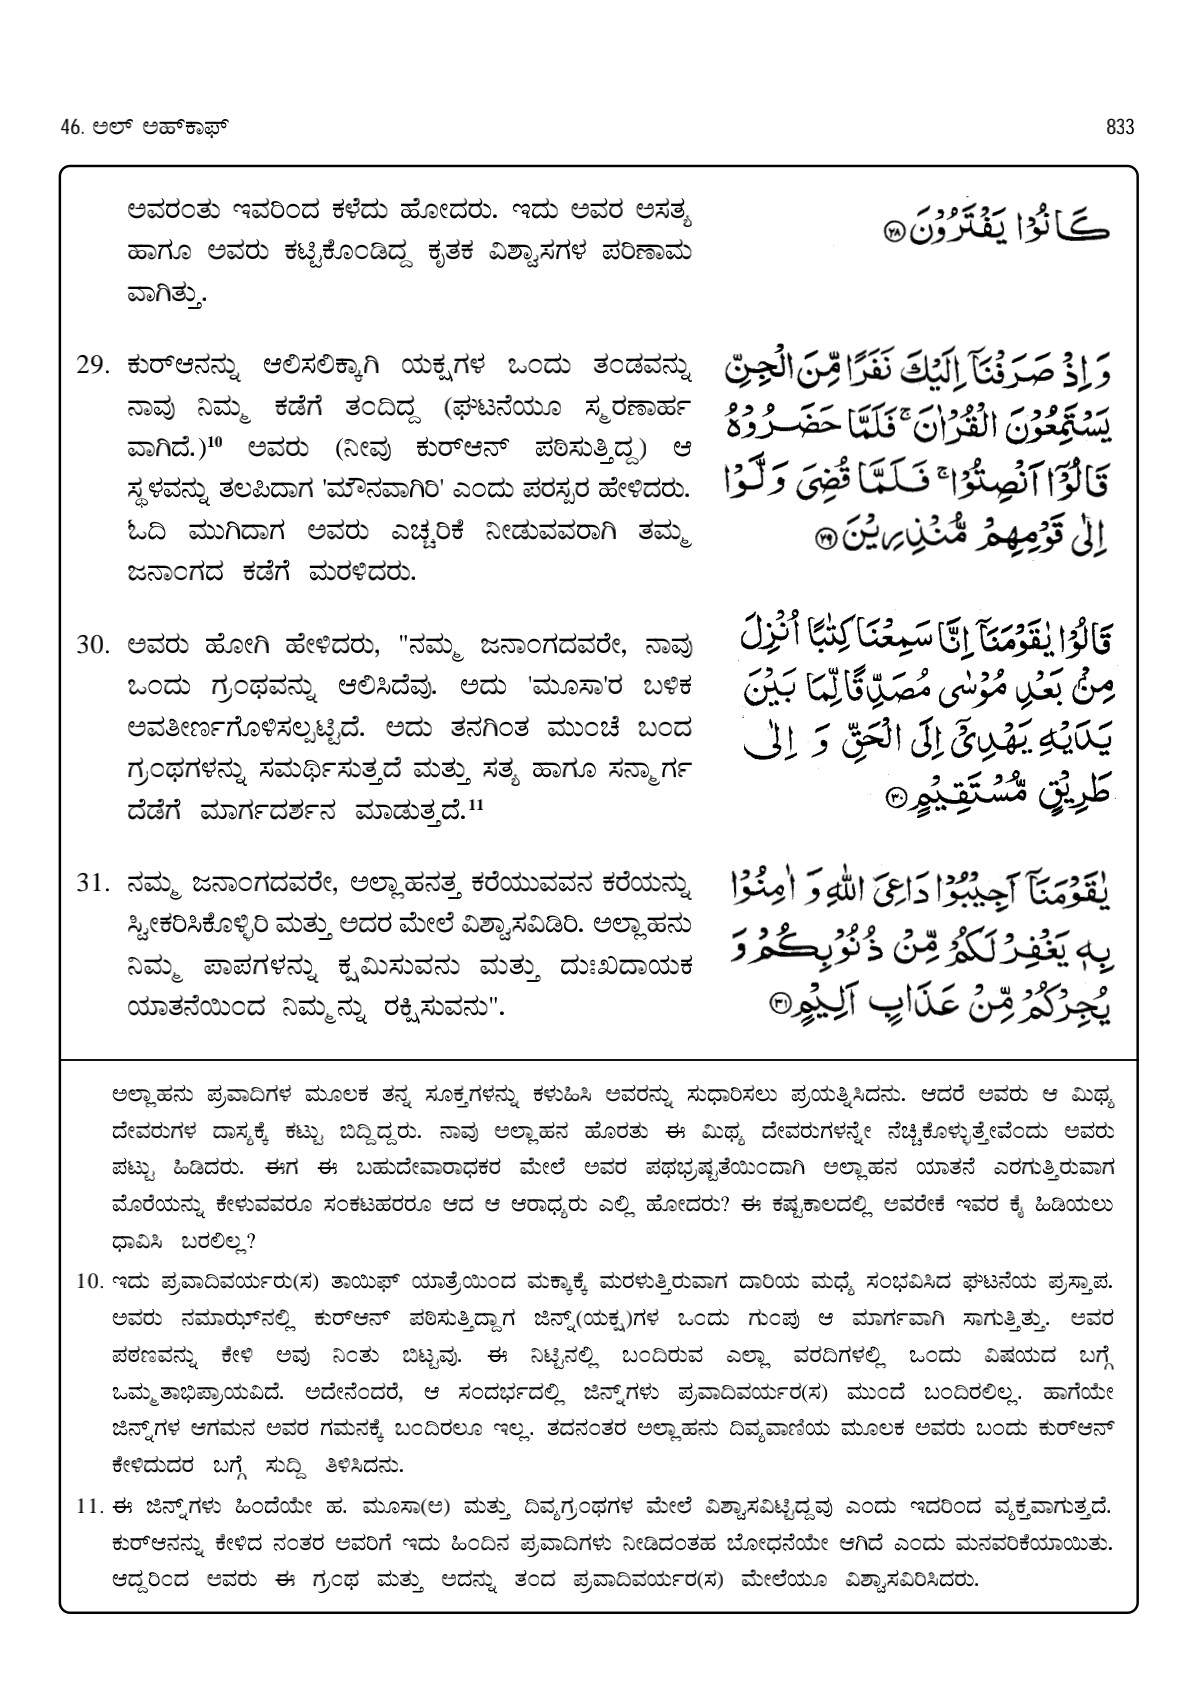 46. ಅಲ್ ಅಹ್‌ಕಾಫ್
833
ಅವರಂತು ಇವರಿಂದ ಕಳೆದು ಹೋದರು. ಇದು ಅವರ ಅಸತ್ಯ
ಹಾಗೂ ಅವರು ಕಟ್ಟಿಕೊಂಡಿದ್ದ ಕೃತಕ ವಿಶ್ವಾಸಗಳ ಪರಿಣಾಮ
ವಾಗಿತ್ತು.
كَانُوْا يَفْتَرُوْنَ ﴿٢٨﴾
29. ಕುರ್‌ಆನನ್ನು ಆಲಿಸಲಿಕ್ಕಾಗಿ ಯಕ್ಷಗಳ ಒಂದು ತಂಡವನ್ನು
ನಾವು ನಿಮ್ಮ ಕಡೆಗೆ ತಂದಿದ್ದ (ಘಟನೆಯೂ ಸ್ಮರಣಾರ್ಹ
ವಾಗಿದೆ.)¹⁰ ಅವರು (ನೀವು ಕುರ್‌ಆನ್ ಪಠಿಸುತ್ತಿದ್ದ) ಆ
ಸ್ಥಳವನ್ನು ತಲಪಿದಾಗ 'ಮೌನವಾಗಿರಿ' ಎಂದು ಪರಸ್ಪರ ಹೇಳಿದರು.
ಓದಿ ಮುಗಿದಾಗ ಅವರು ಎಚ್ಚರಿಕೆ ನೀಡುವವರಾಗಿ ತಮ್ಮ
ಜನಾಂಗದ ಕಡೆಗೆ ಮರಳಿದರು.
وَاِذْ صَرَفْنَآ اِلَيْكَ نَفَرًا مِّنَ الْجِنِّ
يَسْتَمِعُوْنَ الْقُرْاٰنَ ۚ فَلَمَّا حَضَرُوْهُ
قَالُوْٓا اَنْصِتُوْا ۚ فَلَمَّا قُضِيَ وَلَّوْا
اِلٰى قَوْمِهِمْ مُّنْذِرِيْنَ ﴿٢٩﴾
30. ಅವರು ಹೋಗಿ ಹೇಳಿದರು, "ನಮ್ಮ ಜನಾಂಗದವರೇ, ನಾವು
ಒಂದು ಗ್ರಂಥವನ್ನು ಆಲಿಸಿದೆವು. ಅದು 'ಮೂಸಾ'ರ ಬಳಿಕ
ಅವತೀರ್ಣಗೊಳಿಸಲ್ಪಟ್ಟಿದೆ. ಅದು ತನಗಿಂತ ಮುಂಚೆ ಬಂದ
ಗ್ರಂಥಗಳನ್ನು ಸಮರ್ಥಿಸುತ್ತದೆ ಮತ್ತು ಸತ್ಯ ಹಾಗೂ ಸನ್ಮಾರ್ಗ
ದೆಡೆಗೆ ಮಾರ್ಗದರ್ಶನ ಮಾಡುತ್ತದೆ.¹¹
قَالُوْا يٰقَوْمَنَآ اِنَّا سَمِعْنَا كِتٰبًا اُنْزِلَ
مِنْۢ بَعْدِ مُوْسٰى مُصَدِّقًا لِّمَا بَيْنَ
يَدَيْهِ يَهْدِيْٓ اِلَى الْحَقِّ وَ اِلٰى
طَرِيْقٍ مُّسْتَقِيْمٍ ﴿٣٠﴾
31. ನಮ್ಮ ಜನಾಂಗದವರೇ, ಅಲ್ಲಾಹನತ್ತ ಕರೆಯುವವನ ಕರೆಯನ್ನು
ಸ್ವೀಕರಿಸಿಕೊಳ್ಳಿರಿ ಮತ್ತು ಅದರ ಮೇಲೆ ವಿಶ್ವಾಸವಿಡಿರಿ. ಅಲ್ಲಾಹನು
ನಿಮ್ಮ ಪಾಪಗಳನ್ನು ಕ್ಷಮಿಸುವನು ಮತ್ತು ದುಃಖದಾಯಕ
ಯಾತನೆಯಿಂದ ನಿಮ್ಮನ್ನು ರಕ್ಷಿಸುವನು".
يٰقَوْمَنَآ اَجِيْبُوْا دَاعِيَ اللّٰهِ وَ اٰمِنُوْا
بِهٖ يَغْفِرْ لَكُمْ مِّنْ ذُنُوْبِكُمْ وَ
يُجِرْكُمْ مِّنْ عَذَابٍ اَلِيْمٍ ﴿٣١﴾
ಅಲ್ಲಾಹನು ಪ್ರವಾದಿಗಳ ಮೂಲಕ ತನ್ನ ಸೂಕ್ತಗಳನ್ನು ಕಳುಹಿಸಿ ಅವರನ್ನು ಸುಧಾರಿಸಲು ಪ್ರಯತ್ನಿಸಿದನು. ಆದರೆ ಅವರು ಆ ಮಿಥ್ಯ
ದೇವರುಗಳ ದಾಸ್ಯಕ್ಕೆ ಕಟ್ಟು ಬಿದ್ದಿದ್ದರು. ನಾವು ಅಲ್ಲಾಹನ ಹೊರತು ಈ ಮಿಥ್ಯ ದೇವರುಗಳನ್ನೇ ನೆಚ್ಚಿಕೊಳ್ಳುತ್ತೇವೆಂದು ಅವರು
ಪಟ್ಟು ಹಿಡಿದರು. ಈಗ ಈ ಬಹುದೇವಾರಾಧಕರ ಮೇಲೆ ಅವರ ಪಥಭ್ರಷ್ಟತೆಯಿಂದಾಗಿ ಅಲ್ಲಾಹನ ಯಾತನೆ ಎರಗುತ್ತಿರುವಾಗ
ಮೊರೆಯನ್ನು ಕೇಳುವವರೂ ಸಂಕಟಹರರೂ ಆದ ಆ ಆರಾಧ್ಯರು ಎಲ್ಲಿ ಹೋದರು? ಈ ಕಷ್ಟಕಾಲದಲ್ಲಿ ಅವರೇಕೆ ಇವರ ಕೈ ಹಿಡಿಯಲು
ಧಾವಿಸಿ ಬರಲಿಲ್ಲ?
10. ಇದು ಪ್ರವಾದಿವರ್ಯರು(ಸ) ತಾಯಿಫ್ ಯಾತ್ರೆಯಿಂದ ಮಕ್ಕಾಕ್ಕೆ ಮರಳುತ್ತಿರುವಾಗ ದಾರಿಯ ಮಧ್ಯೆ ಸಂಭವಿಸಿದ ಘಟನೆಯ ಪ್ರಸ್ತಾಪ.
ಅವರು ನಮಾಝ್‌ನಲ್ಲಿ ಕುರ್‌ಆನ್ ಪಠಿಸುತ್ತಿದ್ದಾಗ ಜಿನ್ನ್(ಯಕ್ಷ)ಗಳ ಒಂದು ಗುಂಪು ಆ ಮಾರ್ಗವಾಗಿ ಸಾಗುತ್ತಿತ್ತು. ಅವರ
ಪಠಣವನ್ನು ಕೇಳಿ ಅವು ನಿಂತು ಬಿಟ್ಟವು. ಈ ನಿಟ್ಟಿನಲ್ಲಿ ಬಂದಿರುವ ಎಲ್ಲಾ ವರದಿಗಳಲ್ಲಿ ಒಂದು ವಿಷಯದ ಬಗ್ಗೆ
ಒಮ್ಮತಾಭಿಪ್ರಾಯವಿದೆ. ಅದೇನೆಂದರೆ, ಆ ಸಂದರ್ಭದಲ್ಲಿ ಜಿನ್ನ್‌ಗಳು ಪ್ರವಾದಿವರ್ಯರ(ಸ) ಮುಂದೆ ಬಂದಿರಲಿಲ್ಲ. ಹಾಗೆಯೇ
ಜಿನ್ನ್‌ಗಳ ಆಗಮನ ಅವರ ಗಮನಕ್ಕೆ ಬಂದಿರಲೂ ಇಲ್ಲ. ತದನಂತರ ಅಲ್ಲಾಹನು ದಿವ್ಯವಾಣಿಯ ಮೂಲಕ ಅವರು ಬಂದು ಕುರ್‌ಆನ್
ಕೇಳಿದುದರ ಬಗ್ಗೆ ಸುದ್ದಿ ತಿಳಿಸಿದನು.
11. ಈ ಜಿನ್ನ್‌ಗಳು ಹಿಂದೆಯೇ ಹ. ಮೂಸಾ(ಅ) ಮತ್ತು ದಿವ್ಯಗ್ರಂಥಗಳ ಮೇಲೆ ವಿಶ್ವಾಸವಿಟ್ಟಿದ್ದವು ಎಂದು ಇದರಿಂದ ವ್ಯಕ್ತವಾಗುತ್ತದೆ.
ಕುರ್‌ಆನನ್ನು ಕೇಳಿದ ನಂತರ ಅವರಿಗೆ ಇದು ಹಿಂದಿನ ಪ್ರವಾದಿಗಳು ನೀಡಿದಂತಹ ಬೋಧನೆಯೇ ಆಗಿದೆ ಎಂದು ಮನವರಿಕೆಯಾಯಿತು.
ಆದ್ದರಿಂದ ಅವರು ಈ ಗ್ರಂಥ ಮತ್ತು ಅದನ್ನು ತಂದ ಪ್ರವಾದಿವರ್ಯರ(ಸ) ಮೇಲೆಯೂ ವಿಶ್ವಾಸವಿರಿಸಿದರು.